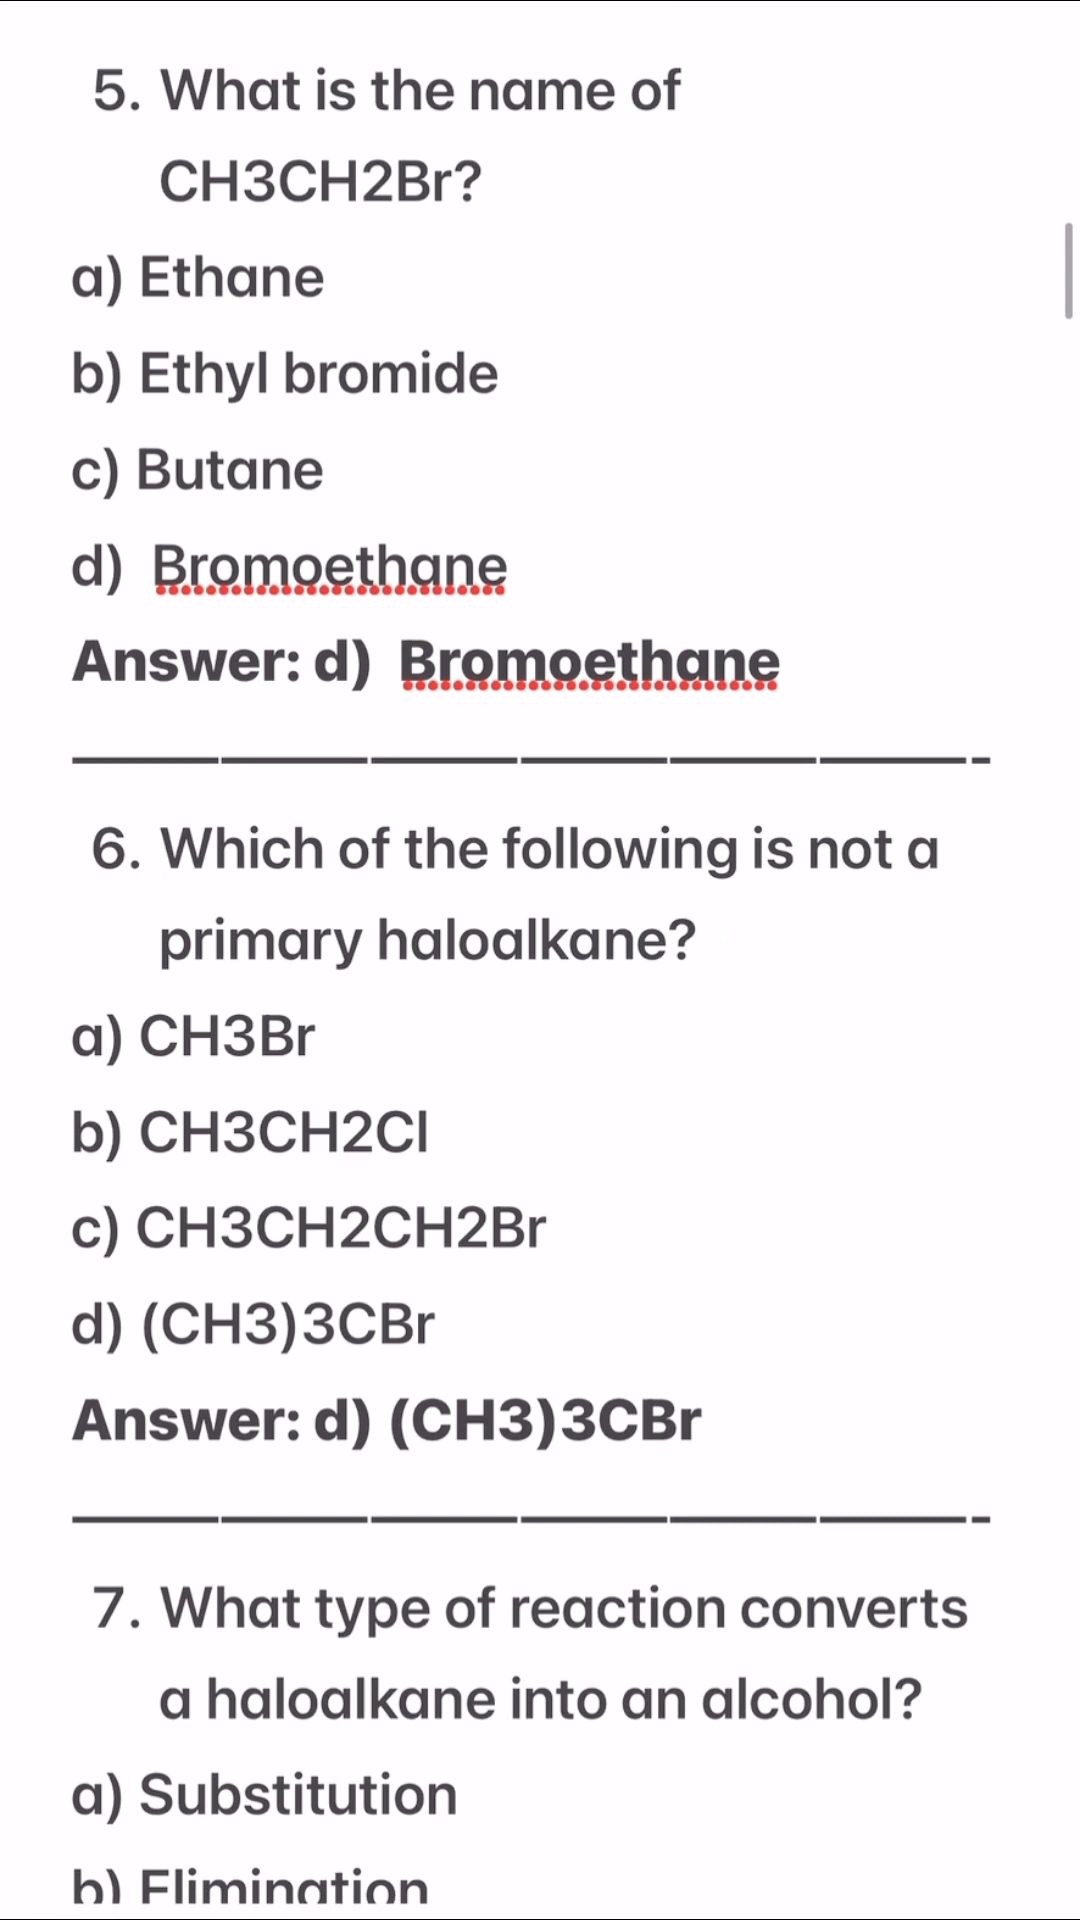 5. What is the name of
CH3CH2Br?
a) Ethane
b) Ethyl bromide
c) Butane
d) Bromoethane
Answer: d) Bromoethane
6. Which of the following is not a
primary haloalkane?
a) CH3Br
b) CH3CH2Cl
c) CH3CH2CH2Br
d) (CH3)3CBr
Answer: d) (CH3)3CBr
7. What type of reaction converts
a haloalkane into an alcohol?
a) Substitution
b) Elimination